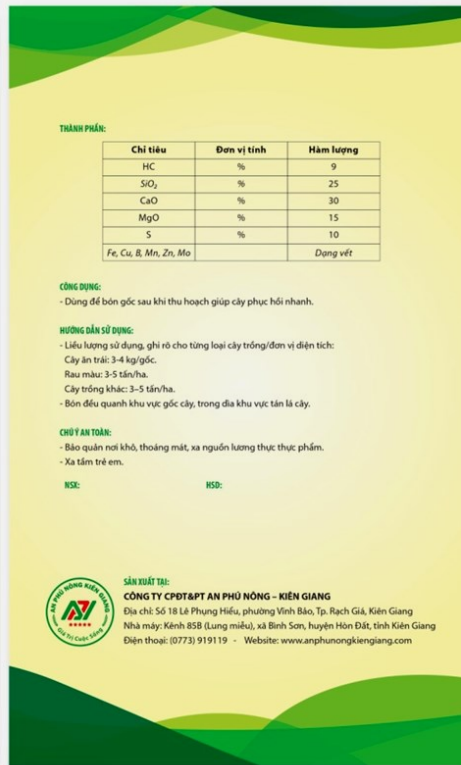 THÀNH PHẦN:
Chỉ tiêu Đơn vị tính Hàm lượng
HC % 9
SiO₂ % 25
CaO % 30
MgO % 15
S % 10
Fe, Cu, B, Mn, Zn, Mo Dạng vết
CÔNG DỤNG:
- Dùng để bón gốc sau khi thu hoạch giúp cây phục hồi nhanh.
HƯỚNG DẪN SỬ DỤNG:
- Liều lượng sử dụng, ghi rõ cho từng loại cây trồng/đơn vị diện tích:
Cây ăn trái: 3-4 kg/gốc.
Rau màu: 3-5 tấn/ha.
Cây trồng khác: 3–5 tấn/ha.
- Bón đều quanh khu vực gốc cây, trong dìa khu vực tán lá cây.
CHÚ Ý AN TOÀN:
- Bảo quản nơi khô, thoáng mát, xa nguồn lương thực thực phẩm.
- Xa tầm trẻ em.
NSX: HSD:
AN PHÚ NÔNG KIÊN GIANG
Giá Trị Cuộc Sống
SẢN XUẤT TẠI:
CÔNG TY CPĐT&PT AN PHÚ NÔNG – KIÊN GIANG
Địa chỉ: Số 18 Lê Phụng Hiểu, phường Vĩnh Bảo, Tp. Rạch Giá, Kiên Giang
Nhà máy: Kênh 85B (Lung miễu), xã Bình Sơn, huyện Hòn Đất, tỉnh Kiên Giang
Điện thoại: (0773) 919119 - Website: www.anphunongkiengiang.com